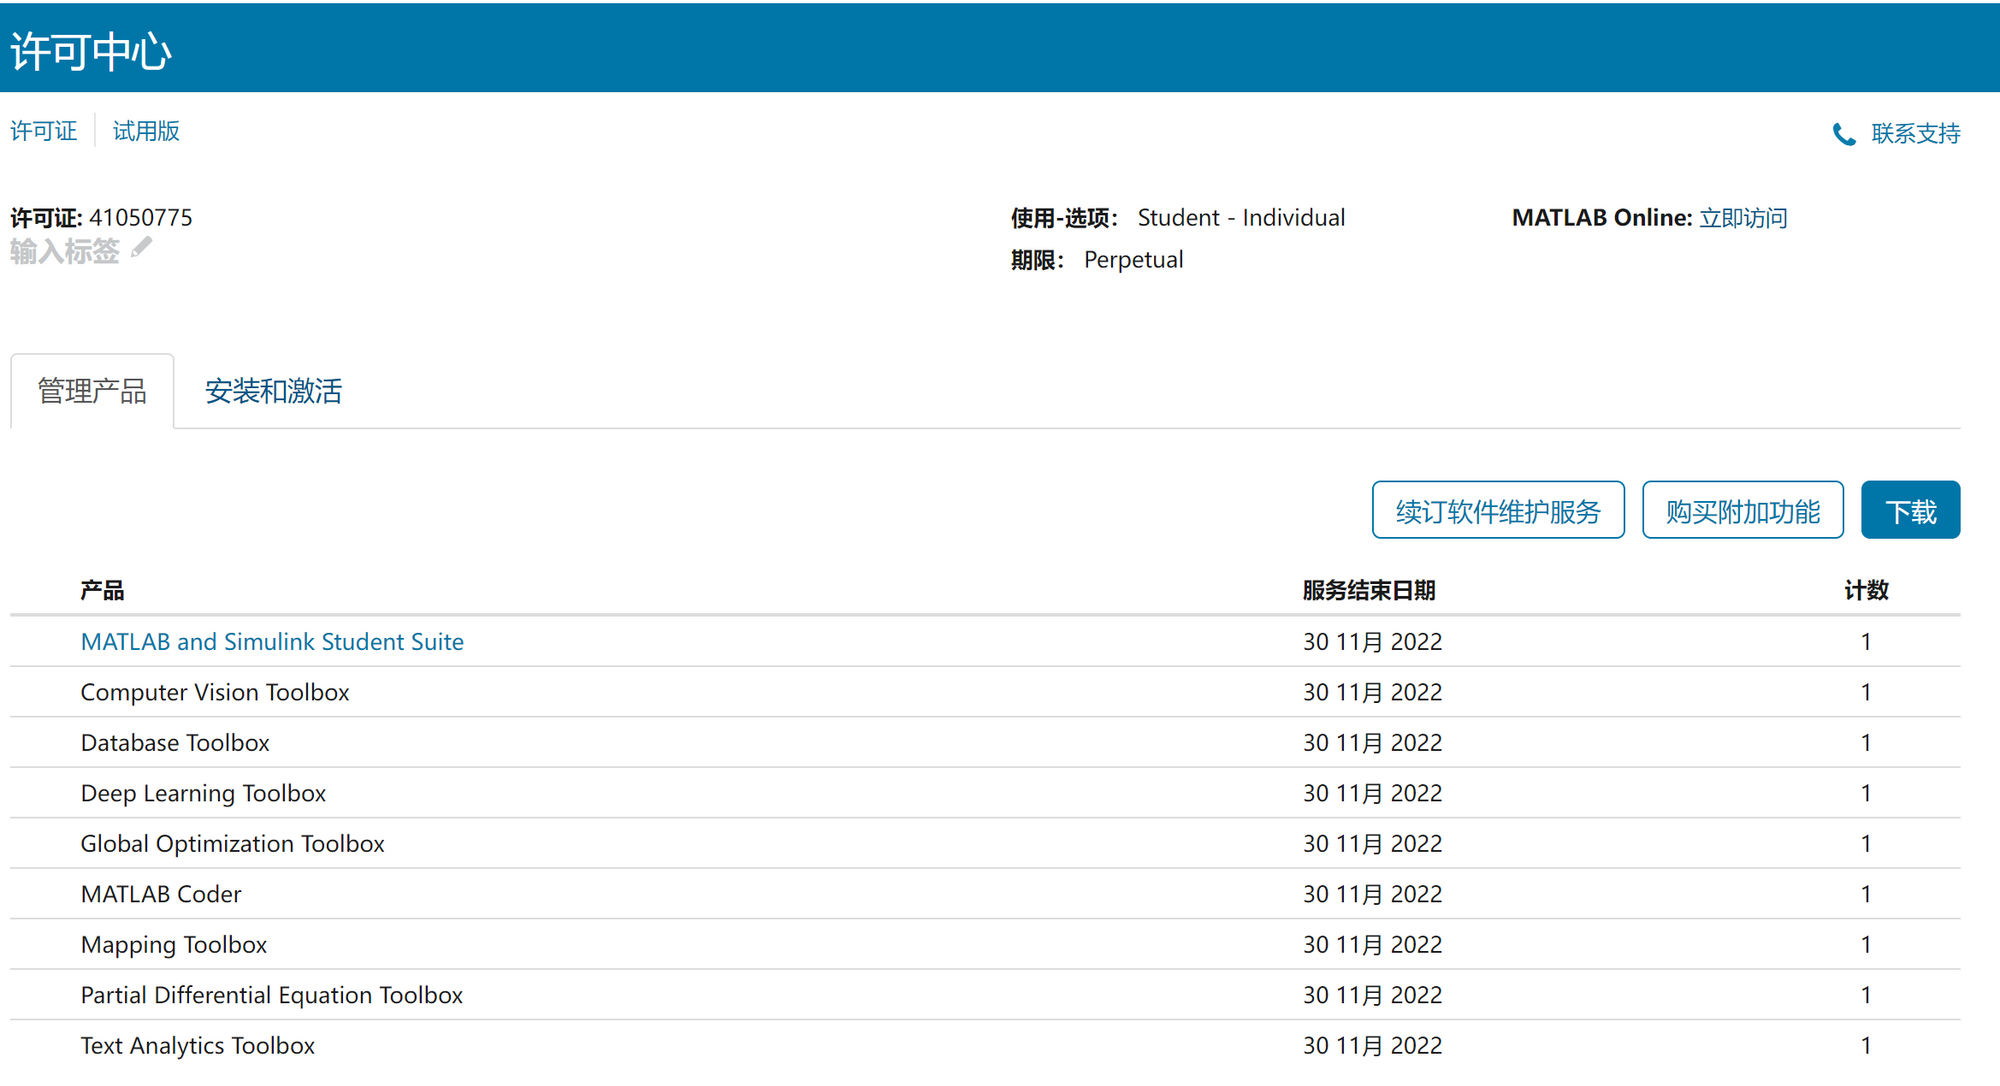 许可中心
许可证 试用版 联系支持
许可证: 41050775 使用-选项: Student - Individual MATLAB Online: 立即访问
输入标签 期限: Perpetual
管理产品 安装和激活
续订软件维护服务 购买附加功能 下载
产品 服务结束日期 计数
MATLAB and Simulink Student Suite 30 11月 2022 1
Computer Vision Toolbox 30 11月 2022 1
Database Toolbox 30 11月 2022 1
Deep Learning Toolbox 30 11月 2022 1
Global Optimization Toolbox 30 11月 2022 1
MATLAB Coder 30 11月 2022 1
Mapping Toolbox 30 11月 2022 1
Partial Differential Equation Toolbox 30 11月 2022 1
Text Analytics Toolbox 30 11月 2022 1